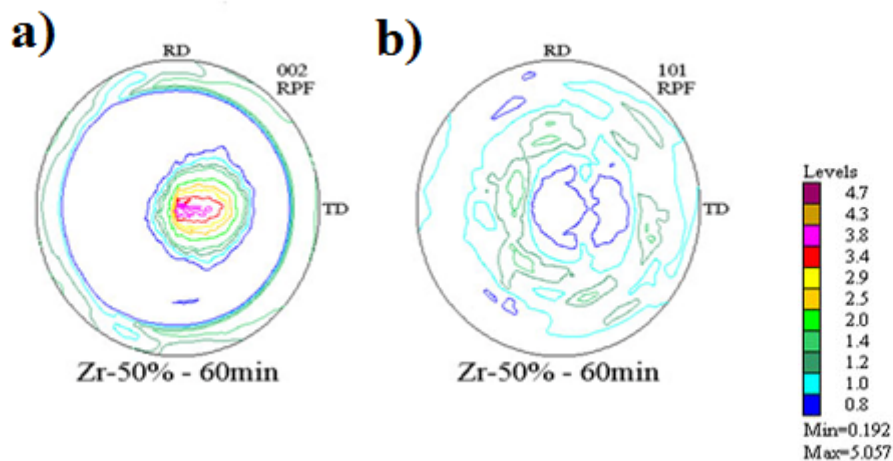 a)
RD
002
RPF
TD
Zr-50% - 60min
b)
RD
101
RPF
TD
Zr-50% - 60min
Levels
4.7
4.3
3.8
3.4
2.9
2.5
2.0
1.4
1.2
1.0
0.8
Min=0.192
Max=5.057